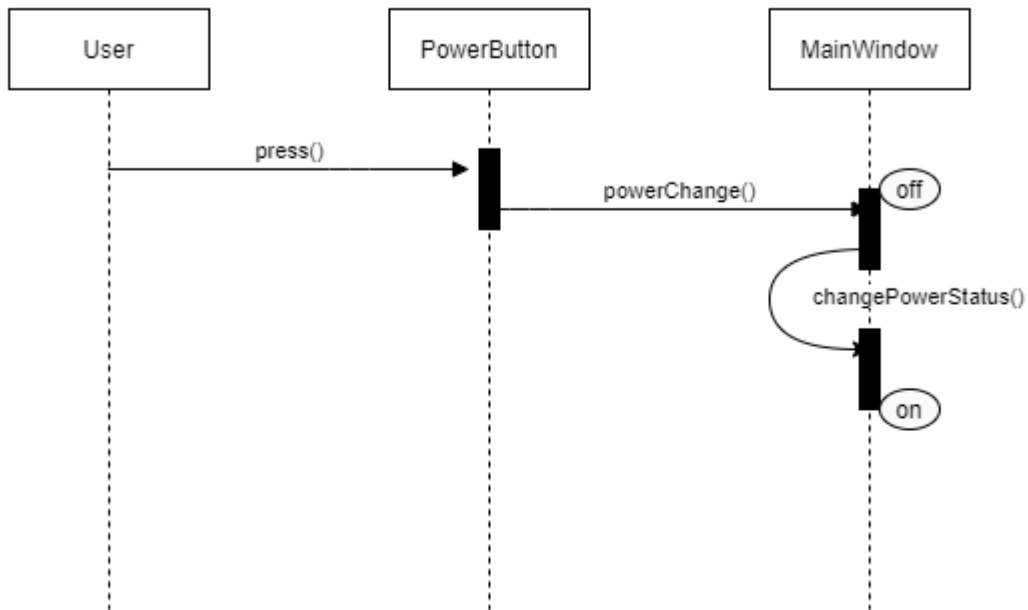 User
PowerButton
MainWindow
press()
powerChange()
off
changePowerStatus()
on